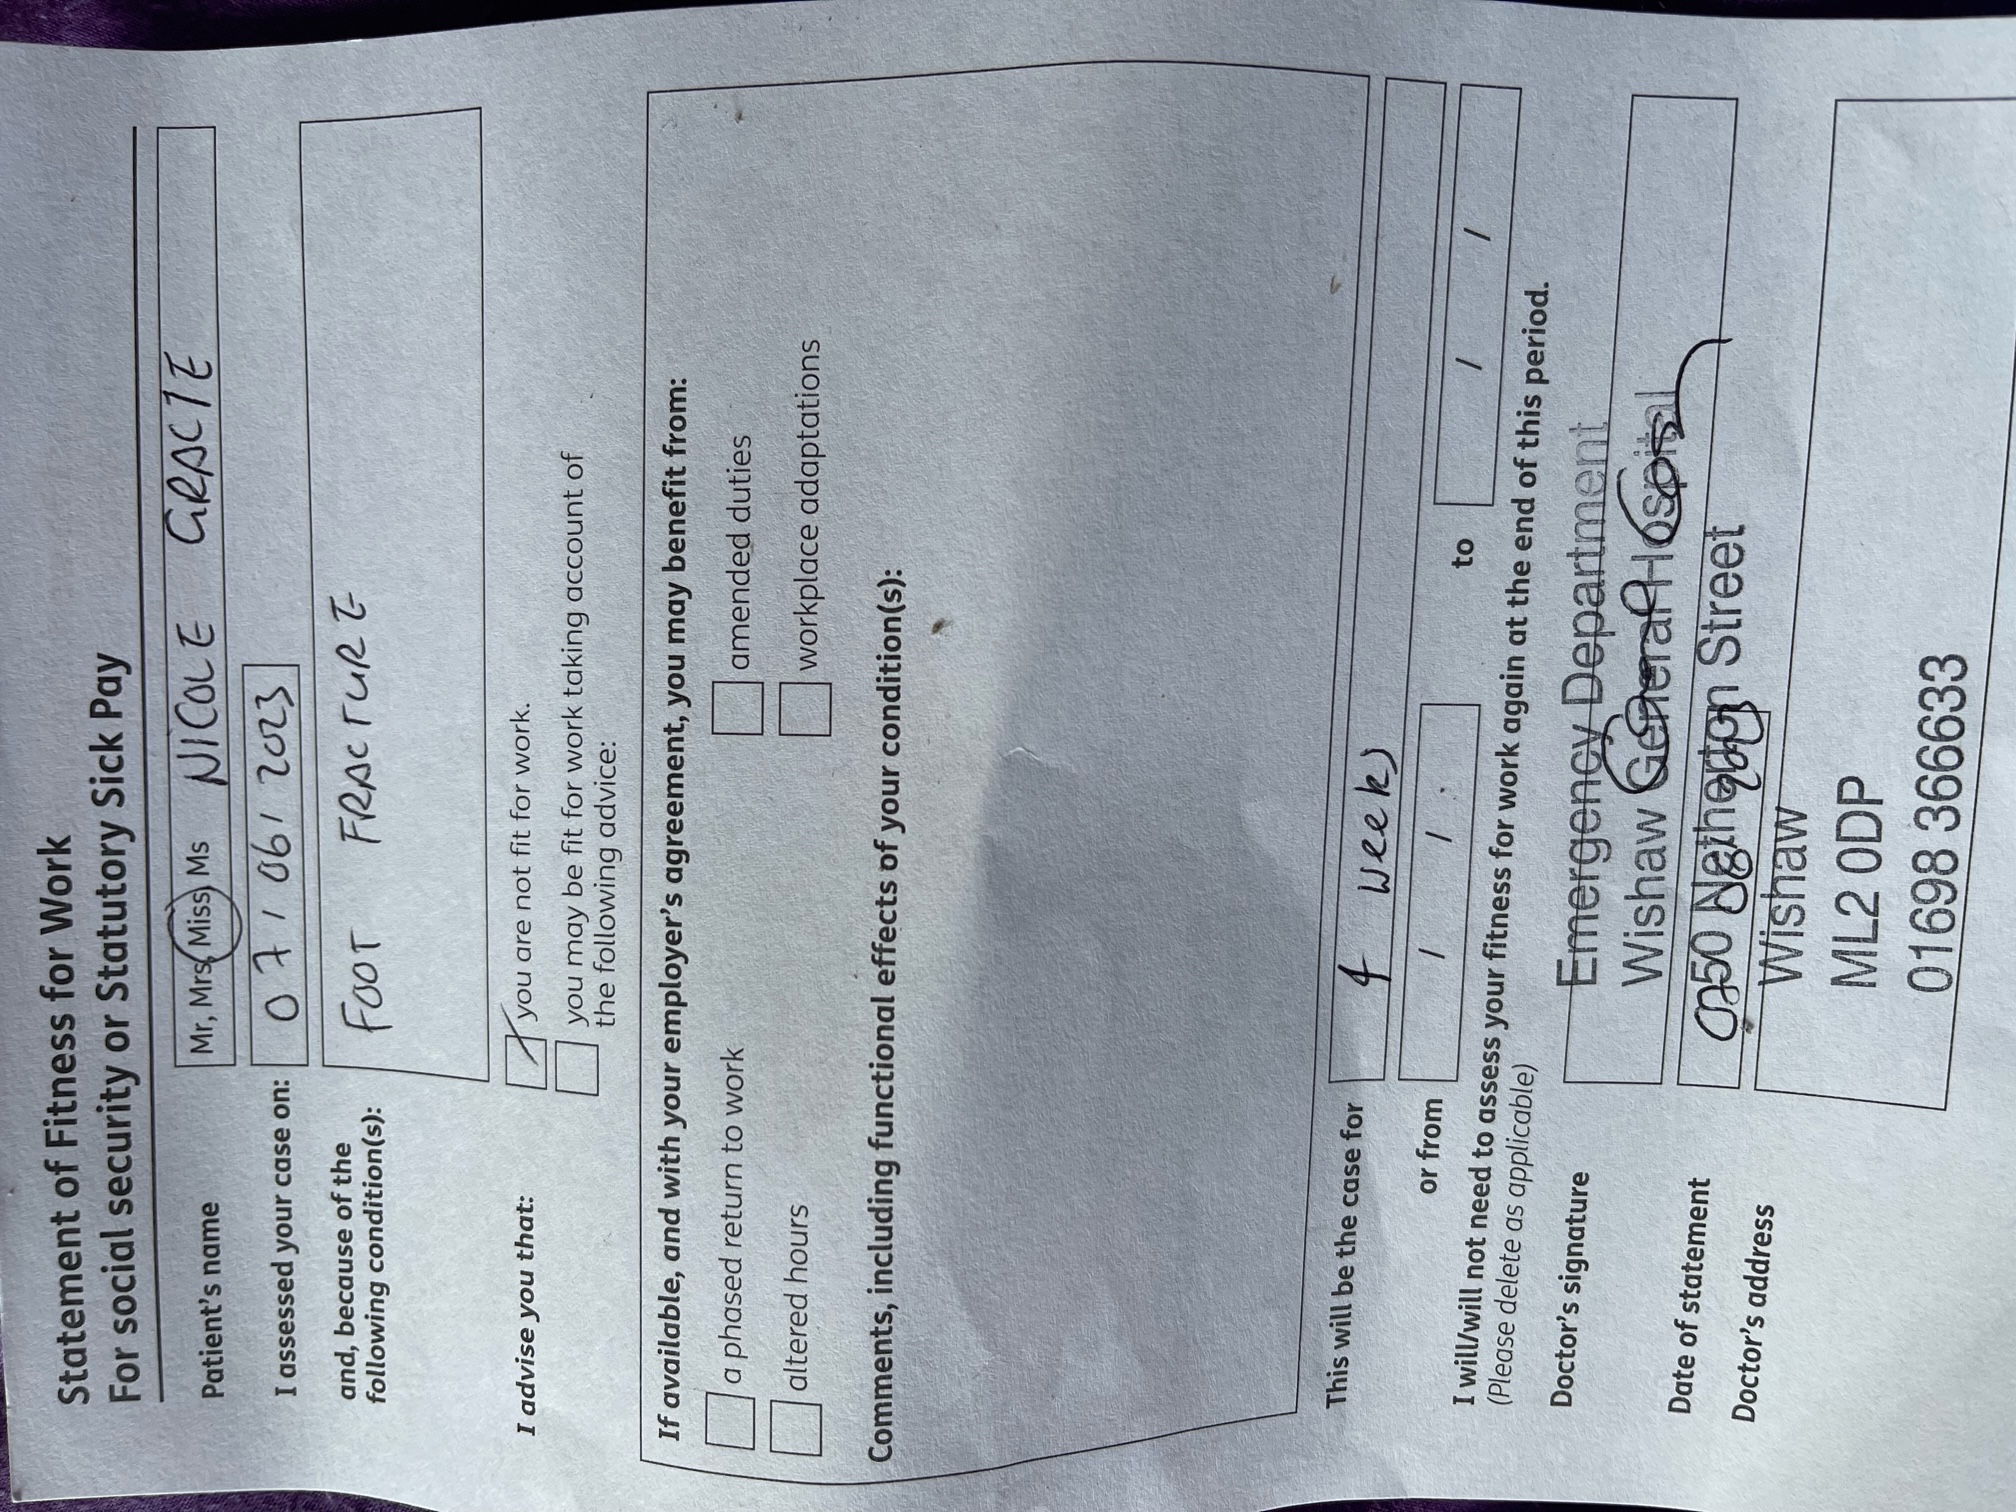 Statement of Fitness for Work
For social security or Statutory Sick Pay
Patient's name Mr, Mrs, Miss, Ms NICOLE GRACIE
I assessed your case on: 07/06/2023
and, because of the
following condition(s): FOOT FRACTURE
I advise you that: you are not fit for work.
you may be fit for work taking account of
the following advice:
If available, and with your employer's agreement, you may benefit from:
a phased return to work amended duties
altered hours workplace adaptations
Comments, including functional effects of your condition(s):
This will be the case for 4 weeks
or from / / to / /
I will/will not need to assess your fitness for work again at the end of this period.
(Please delete as applicable)
Doctor's signature Emergency Department
Wishaw General Hospital
Date of statement 07 06 2023
50 Netherton Street
Doctor's address
Wishaw
ML2 0DP
01698 366633